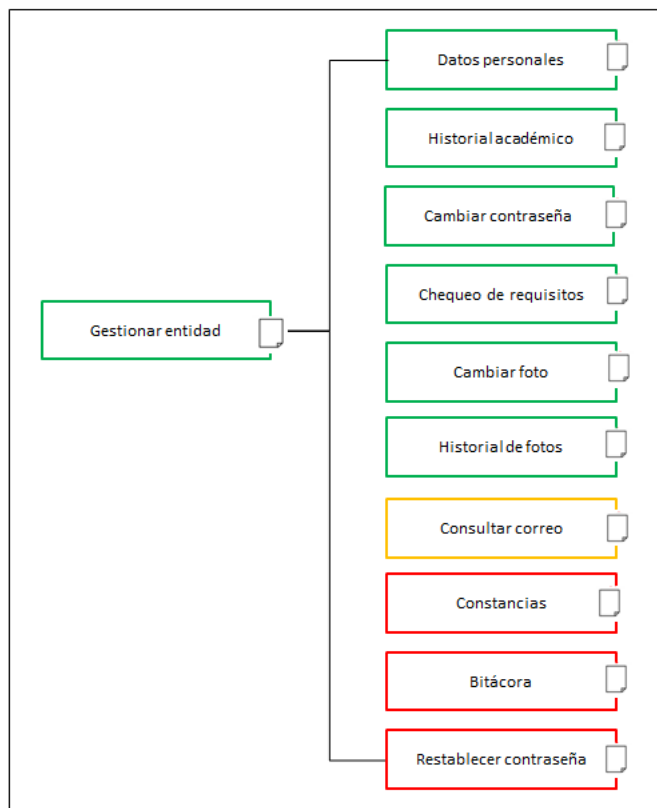 Datos personales
Historial académico
Cambiar contraseña
Chequeo de requisitos
Gestionar entidad
Cambiar foto
Historial de fotos
Consultar correo
Constancias
Bitácora
Restablecer contraseña